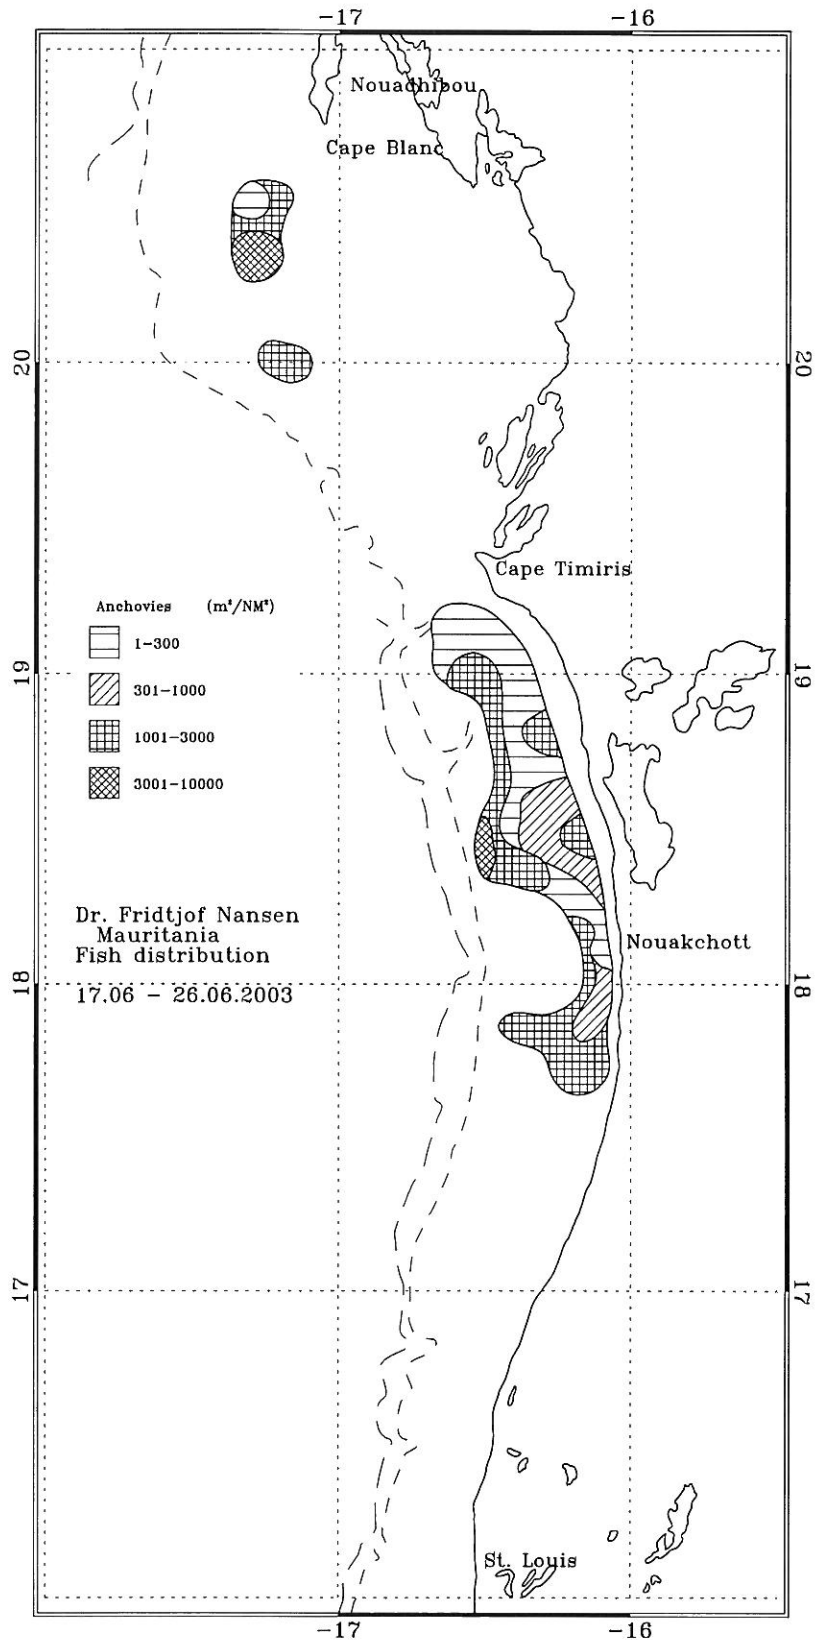 -17 -16
Nouadhibou
Cape Blanc
20 20
Cape Timiris
Anchovies (m²/NM²)
1-300
19 19
301-1000
1001-3000
3001-10000
Dr. Fridtjof Nansen
Mauritania
Fish distribution
Nouakchott
18 18
17.06 - 26.06.2003
17 17
St. Louis
-17 -16